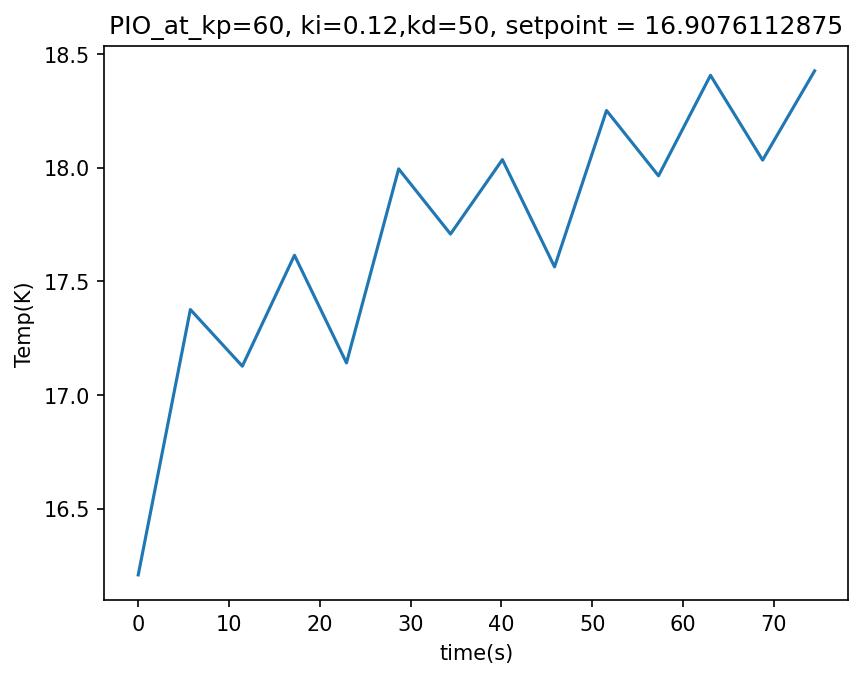 PIO_at_kp=60, ki=0.12,kd=50, setpoint = 16.9076112875
18.5
18.0
17.5
17.0
16.5
Temp(K)
0 10 20 30 40 50 60 70
time(s)